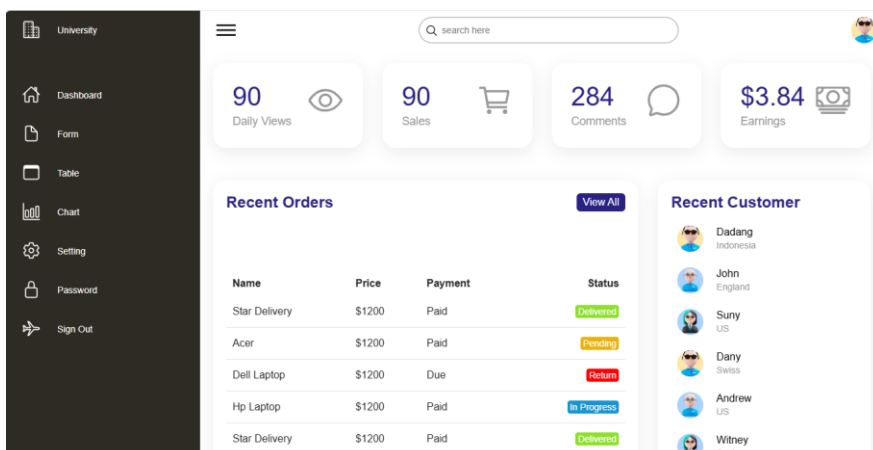 University
Dashboard
Form
Table
Chart
Setting
Password
Sign Out
search here
90
Daily Views
90
Sales
284
Comments
$3.84
Earnings
Recent Orders
View All
Name Price Payment Status
Star Delivery $1200 Paid Delivered
Acer $1200 Paid Pending
Dell Laptop $1200 Due Return
Hp Laptop $1200 Paid In Progress
Star Delivery $1200 Paid Delivered
Recent Customer
Dadang
Indonesia
John
England
Suny
US
Dany
Swiss
Andrew
US
Witney